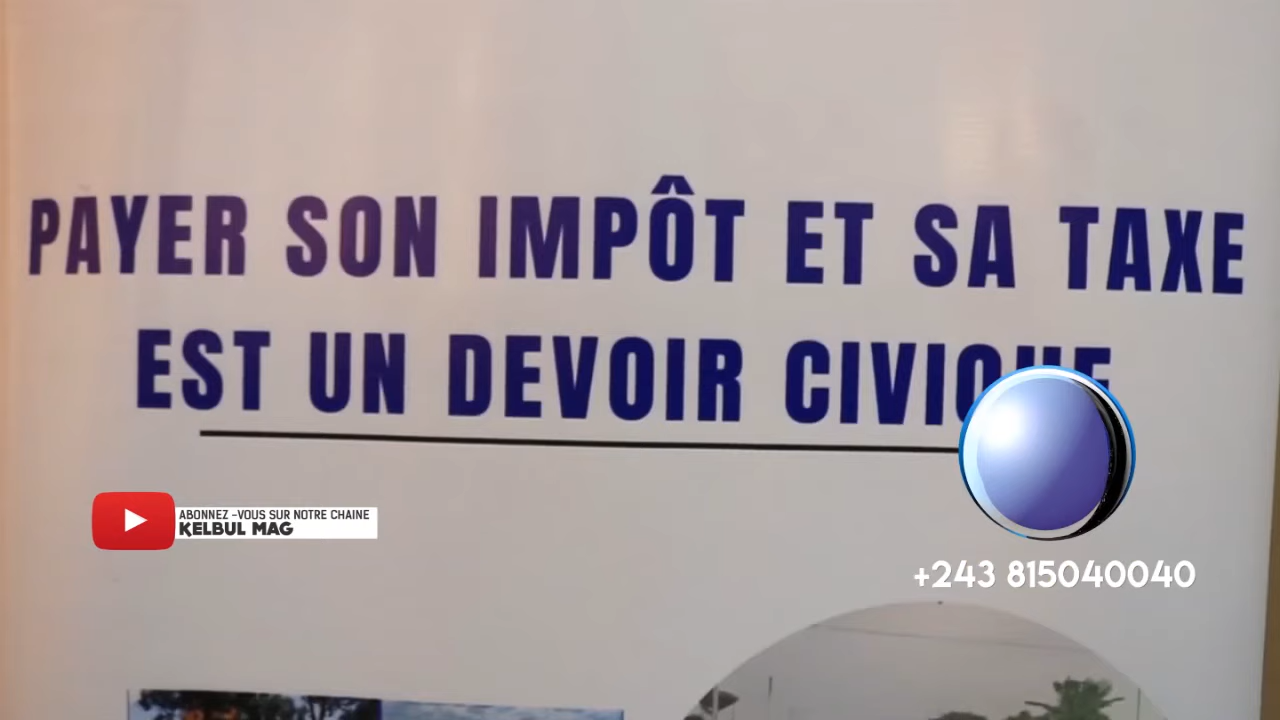 PAYER SON IMPÔT ET SA TAXE
EST UN DEVOIR CIVIQUE
ABONNEZ -VOUS SUR NOTRE CHAINE
KELBUL MAG
+243 815040040